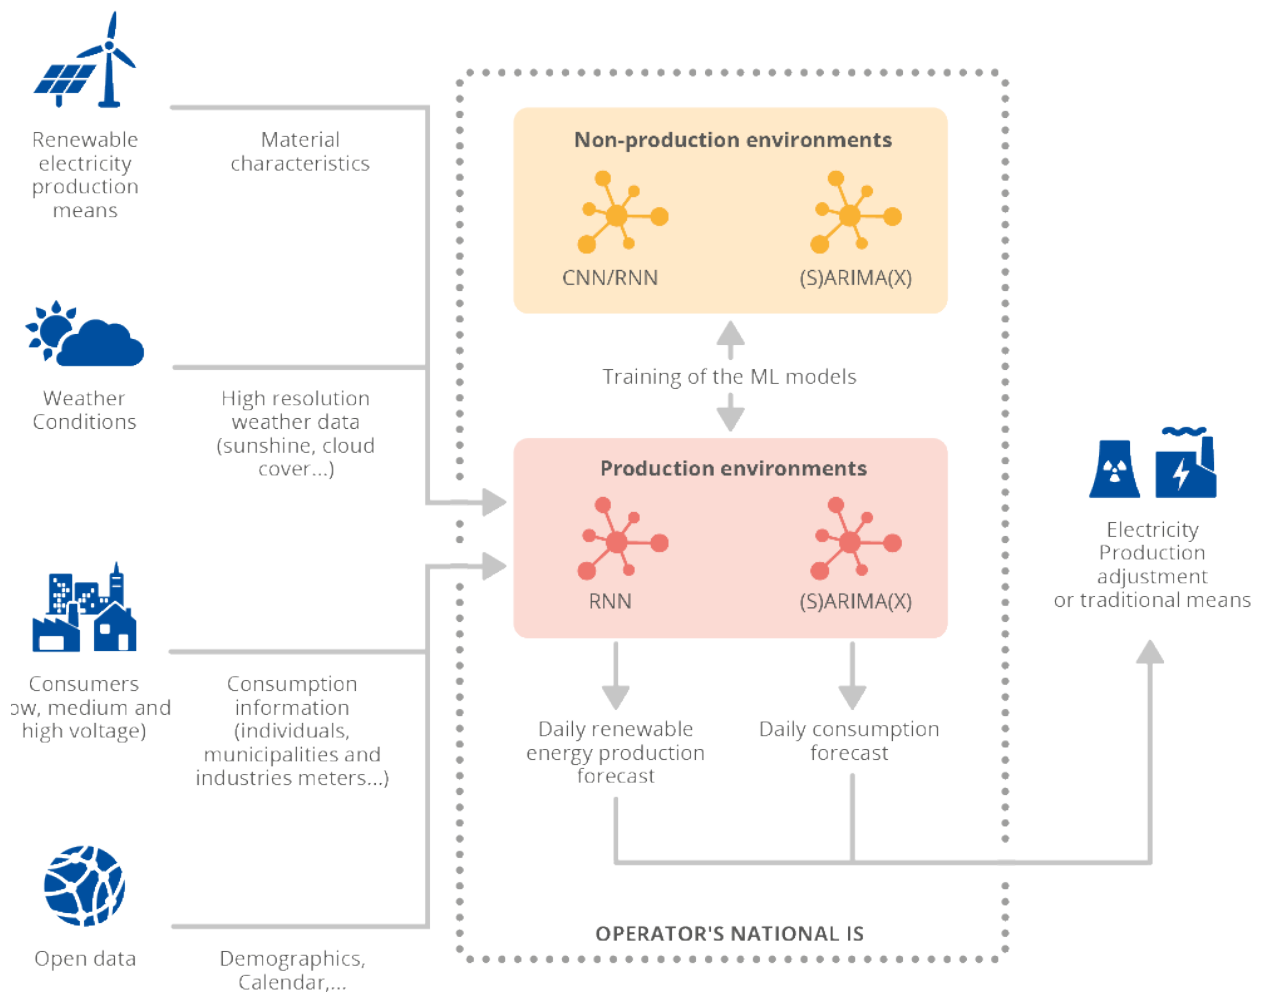 Renewable
electricity
production
means
Material
characteristics
Weather
Conditions
High resolution
weather data
(sunshine, cloud
cover...)
Consumers
ow, medium and
high voltage)
Consumption
information
(individuals,
municipalities and
industries meters...)
Open data
Demographics,
Calendar,...
Non-production environments
CNN/RNN
(S)ARIMA(X)
Training of the ML models
Production environments
RNN
(S)ARIMA(X)
Daily renewable
energy production
forecast
Daily consumption
forecast
OPERATOR'S NATIONAL IS
Electricity
Production
adjustment
or traditional means